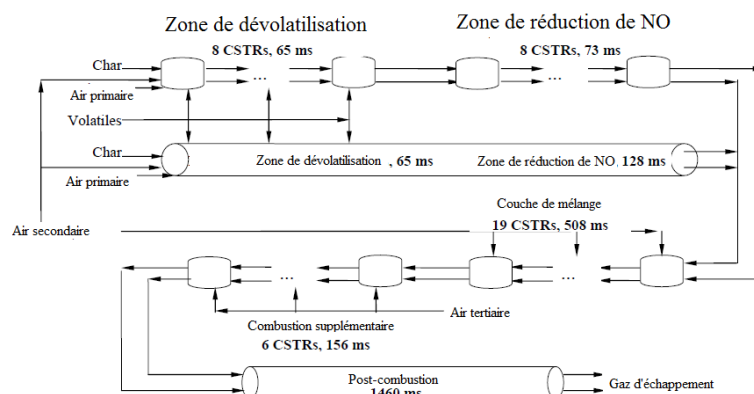 Zone de dévolatilisation
Zone de réduction de NO
8 CSTRs, 65 ms
8 CSTRs, 73 ms
Char
...
...
Air primaire
Volatiles
Char
Zone de dévolatilisation , 65 ms
Zone de réduction de NO, 128 ms
Air primaire
Couche de mélange
Air secondaire
19 CSTRs, 508 ms
...
...
Air tertiaire
Combustion supplémentaire
6 CSTRs, 156 ms
Post-combustion
1460 ms
Gaz d'échappement